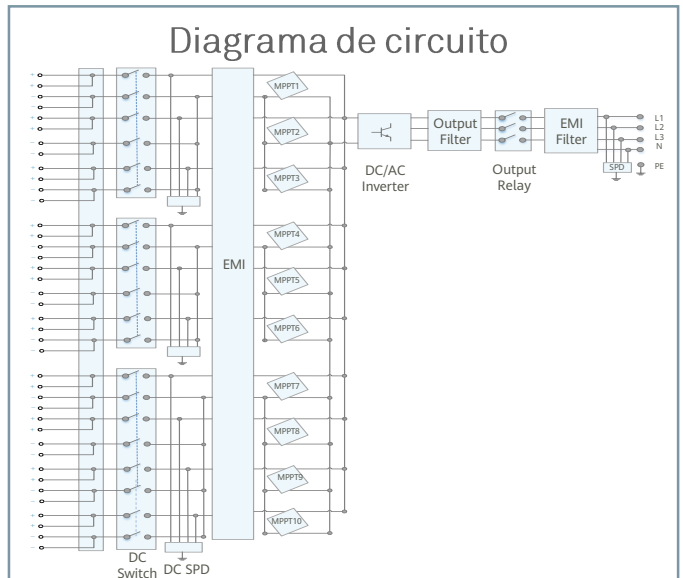 Diagrama de circuito
MPPT1
MPPT2
MPPT3
MPPT4
MPPT5
MPPT6
MPPT7
MPPT8
MPPT9
MPPT10
EMI
DC
Switch
DC SPD
DC/AC
Inverter
Output
Filter
Output
Relay
EMI
Filter
L1
L2
L3
N
SPD
PE